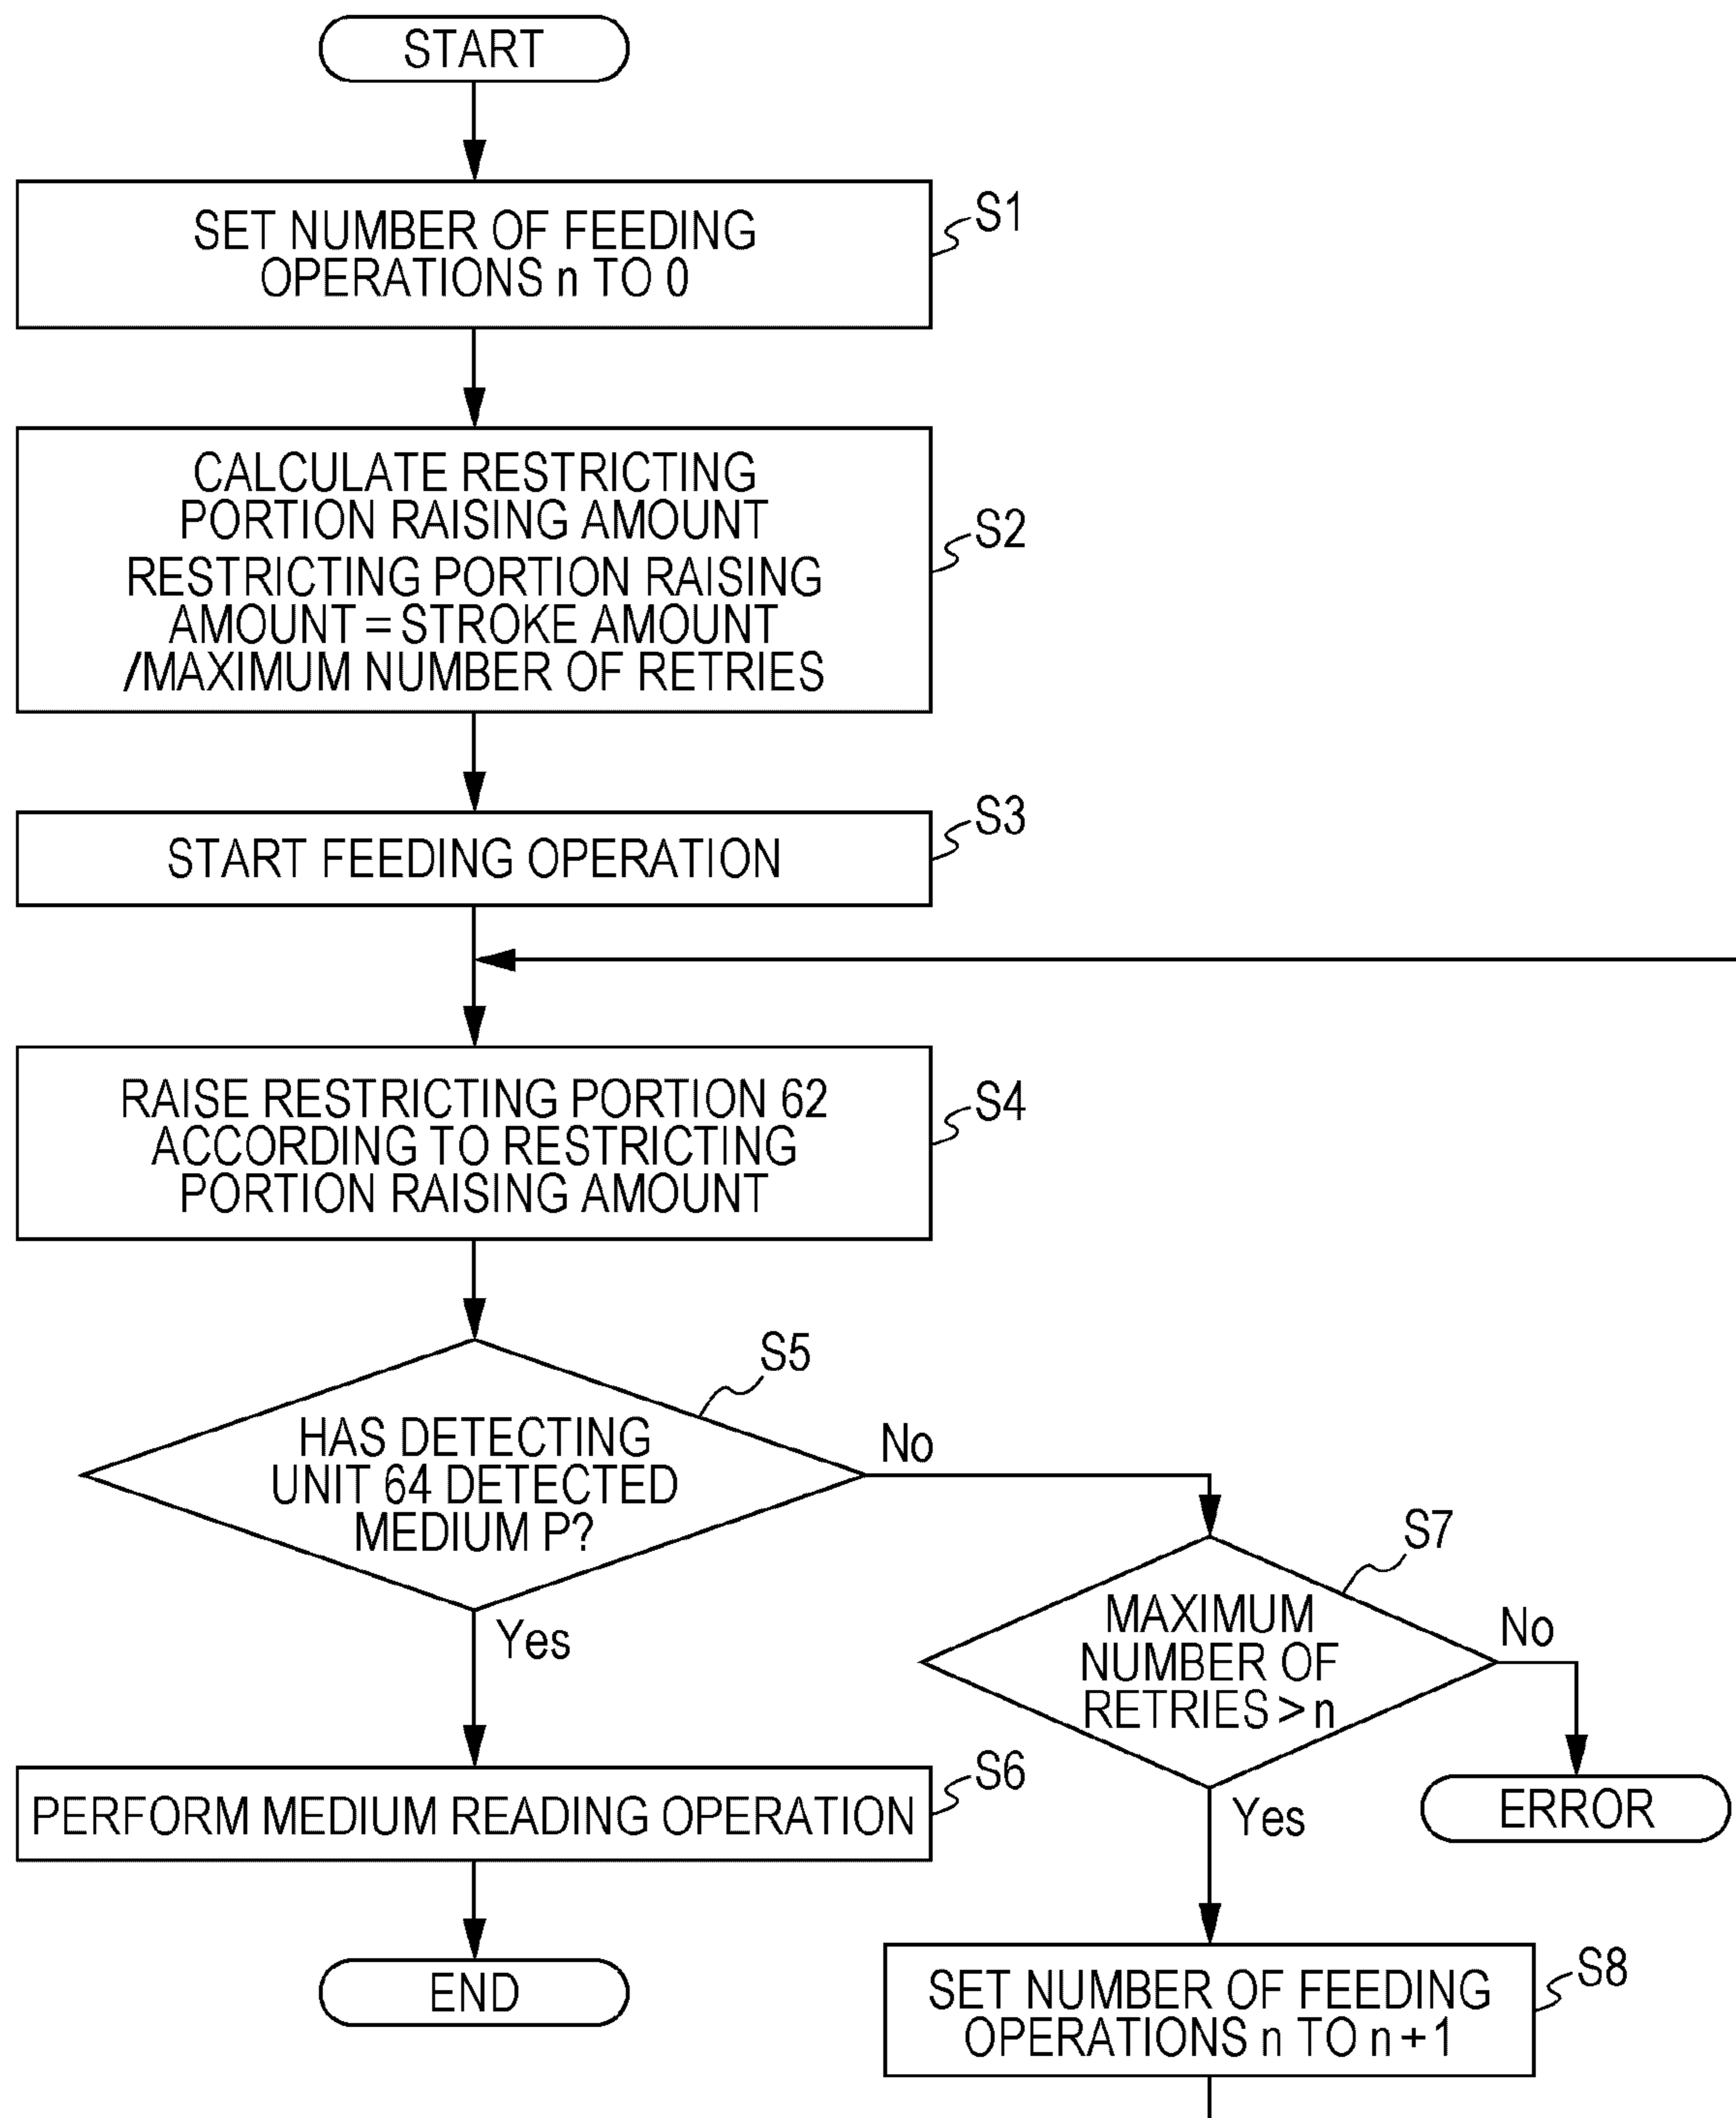 START
SET NUMBER OF FEEDING
OPERATIONS n TO 0
S1
CALCULATE RESTRICTING
PORTION RAISING AMOUNT
RESTRICTING PORTION RAISING
AMOUNT = STROKE AMOUNT
/MAXIMUM NUMBER OF RETRIES
S2
START FEEDING OPERATION
S3
RAISE RESTRICTING PORTION 62
ACCORDING TO RESTRICTING
PORTION RAISING AMOUNT
S4
HAS DETECTING
UNIT 64 DETECTED
MEDIUM P?
S5
No
Yes
PERFORM MEDIUM READING OPERATION
S6
END
MAXIMUM
NUMBER OF
RETRIES > n
S7
No
ERROR
Yes
SET NUMBER OF FEEDING
OPERATIONS n TO n + 1
S8